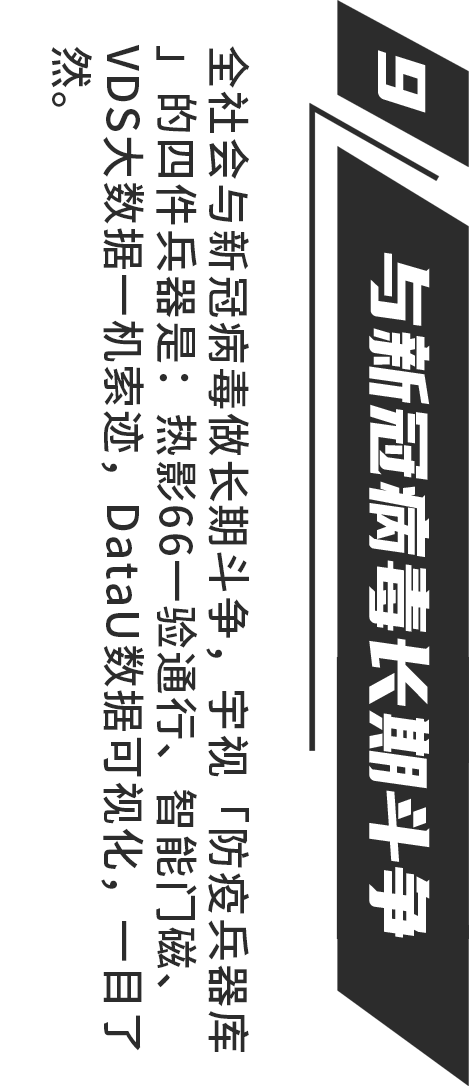 9
与新冠病毒长期斗争
全社会与新冠病毒做长期斗争，宇视「防疫兵器库
」的四件兵器是：热影66一验通行、智能门磁、
VDS大数据一机索迹，DataU数据可视化，一目了
然。